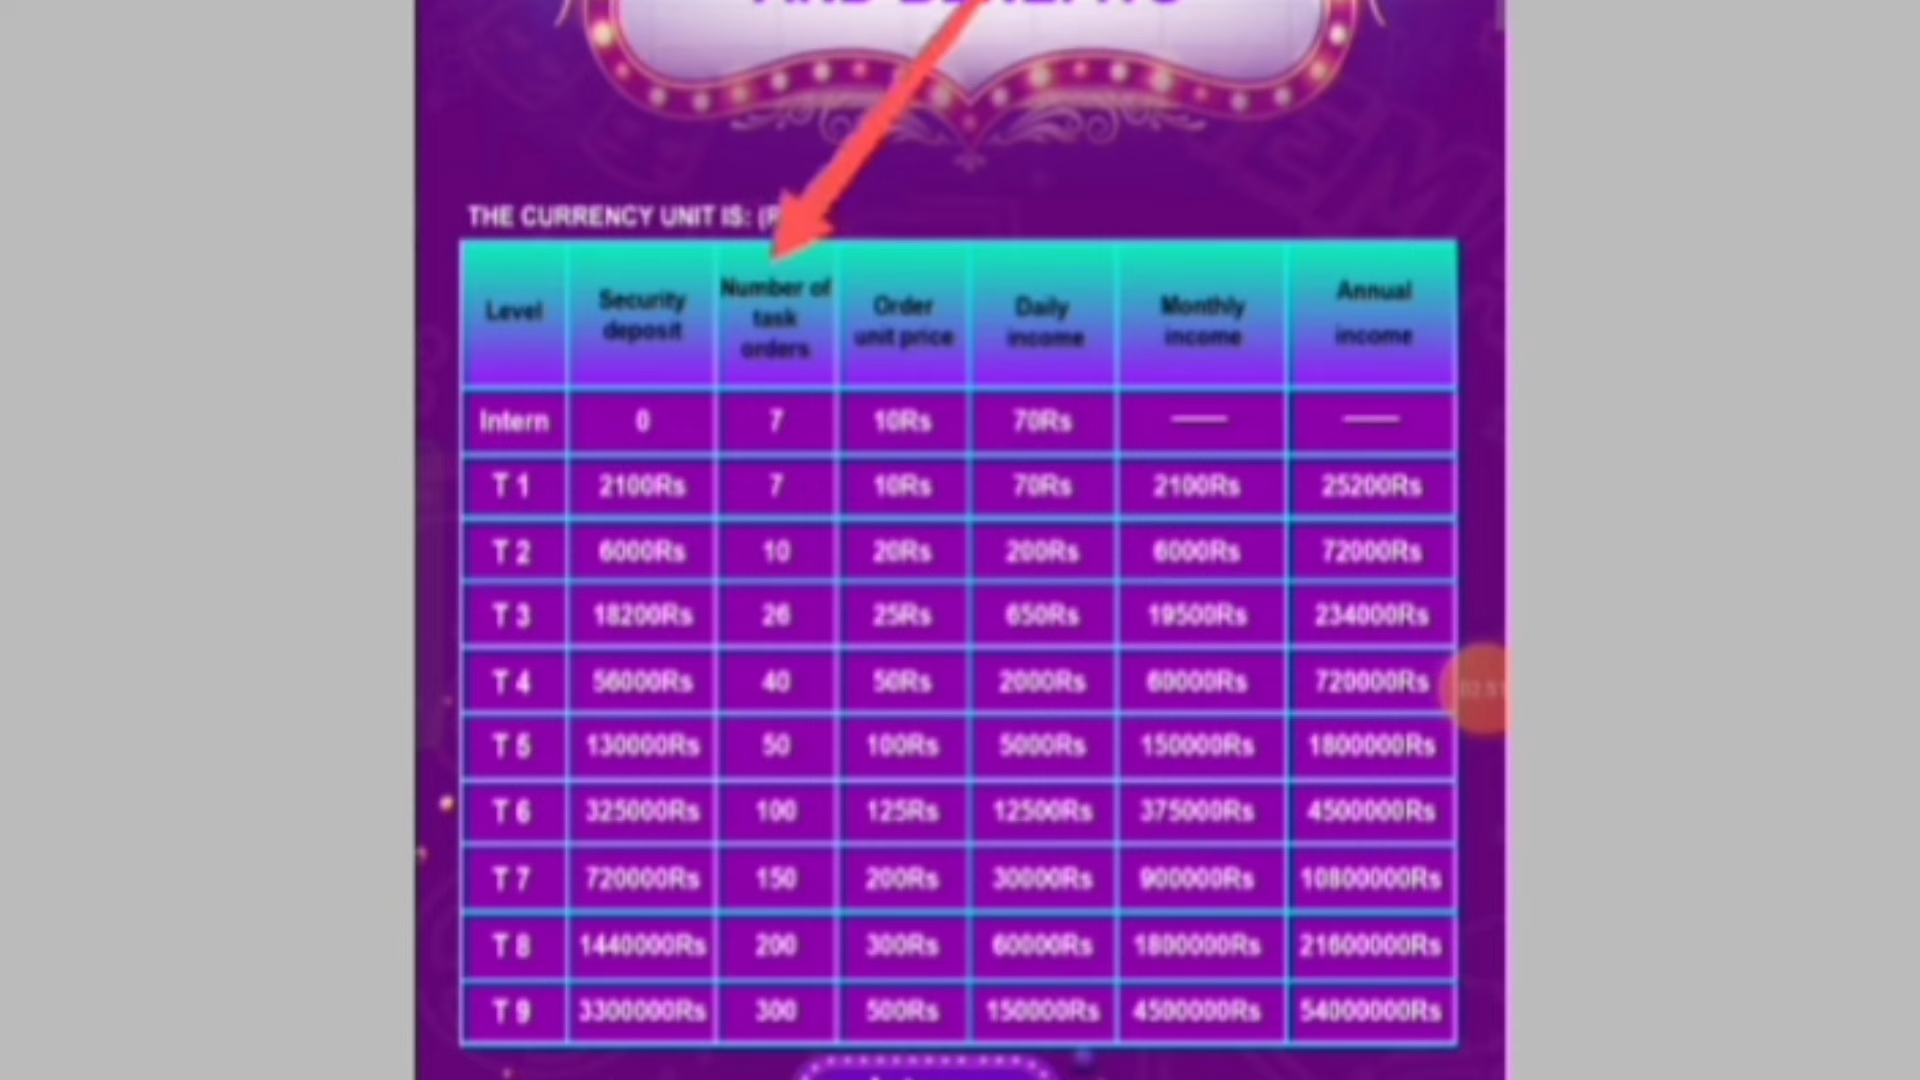 THE CURRENCY UNIT IS:
Level Security deposit Number of task orders Order unit price Daily income Monthly income Annual income
Intern 0 7 10Rs 70Rs — —
T 1 2100Rs 7 10Rs 70Rs 2100Rs 25200Rs
T 2 6000Rs 10 20Rs 200Rs 6000Rs 72000Rs
T 3 18200Rs 26 25Rs 650Rs 19500Rs 234000Rs
T 4 56000Rs 40 50Rs 2000Rs 60000Rs 720000Rs
T 5 130000Rs 50 100Rs 5000Rs 150000Rs 1800000Rs
T 6 325000Rs 100 125Rs 12500Rs 375000Rs 4500000Rs
T 7 720000Rs 150 200Rs 30000Rs 900000Rs 10800000Rs
T 8 1440000Rs 200 300Rs 60000Rs 1800000Rs 21600000Rs
T 9 3300000Rs 300 500Rs 150000Rs 4500000Rs 54000000Rs